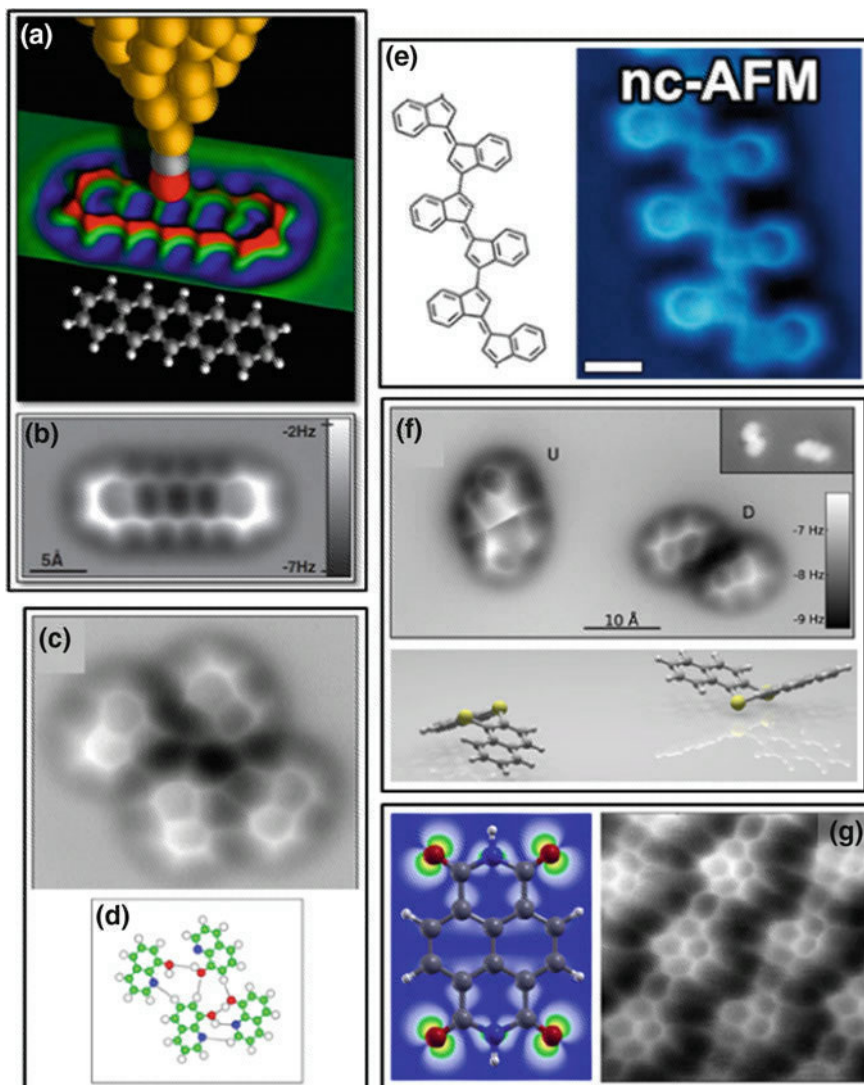 (a)
(b)
-2Hz
5Å
-7Hz
(c)
(d)
(e)
nc-AFM
(f)
U
D
-7 Hz
-8 Hz
10 Å
-9 Hz
(g)